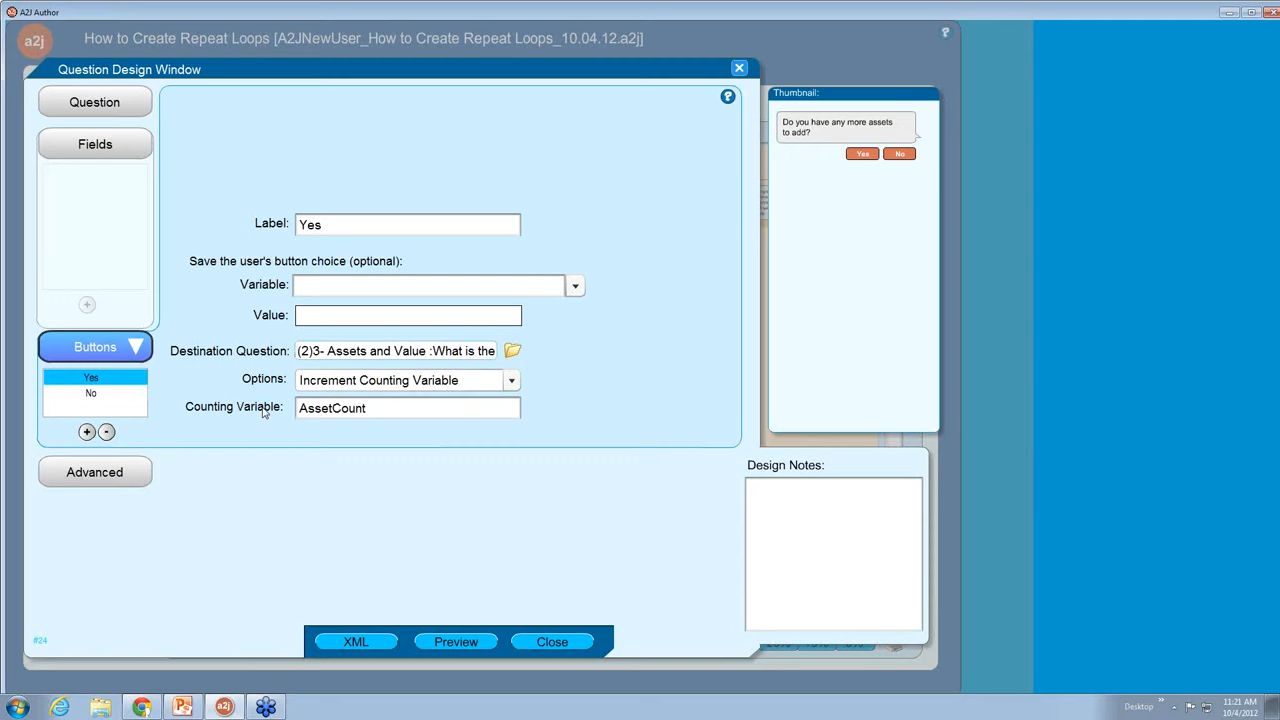 A2J Author
a2j
How to Create Repeat Loops [A2JNewUser_How to Create Repeat Loops_10.04.12.a2j]
?
Question Design Window
Thumbnail:
Question
?
Do you have any more assets
to add?
Fields
Yes
No
Label:
Yes
Save the user's button choice (optional):
Variable:
Value:
Buttons
Destination Question:
(2)3- Assets and Value :What is the
Yes
Options:
Increment Counting Variable
No
Counting Variable:
AssetCount
+
-
Advanced
Design Notes:
#24
XML
Preview
Close
a2j
Desktop
11:21 AM
10/4/2012